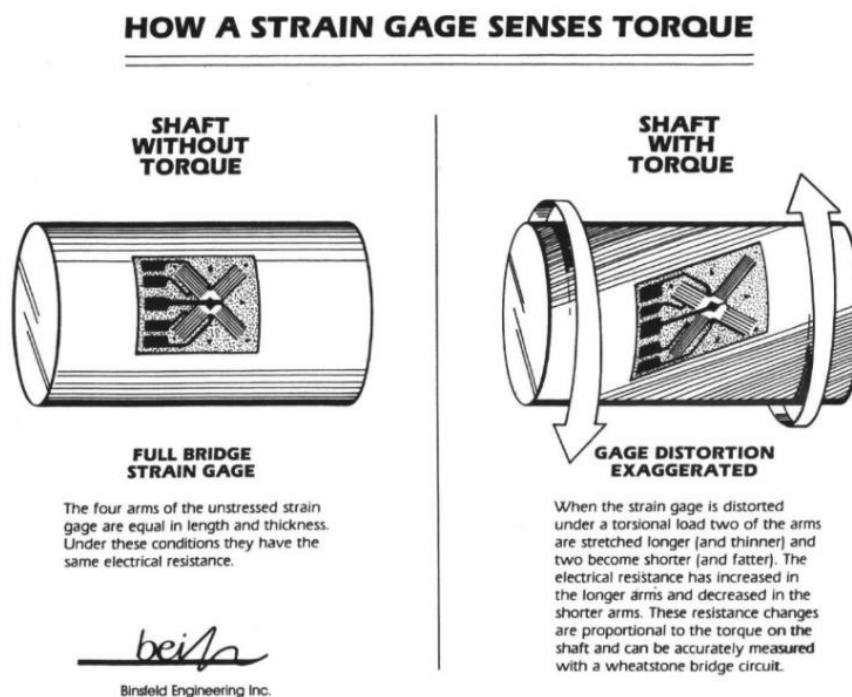 HOW A STRAIN GAGE SENSES TORQUE
SHAFT
WITHOUT
TORQUE
FULL BRIDGE
STRAIN GAGE
The four arms of the unstressed strain
gage are equal in length and thickness.
Under these conditions they have the
same electrical resistance.
bei
Binsfeld Engineering Inc.
SHAFT
WITH
TORQUE
GAGE DISTORTION
EXAGGERATED
When the strain gage is distorted
under a torsional load two of the arms
are stretched longer (and thinner) and
two become shorter (and fatter). The
electrical resistance has increased in
the longer arms and decreased in the
shorter arms. These resistance changes
are proportional to the torque on the
shaft and can be accurately measured
with a wheatstone bridge circuit.